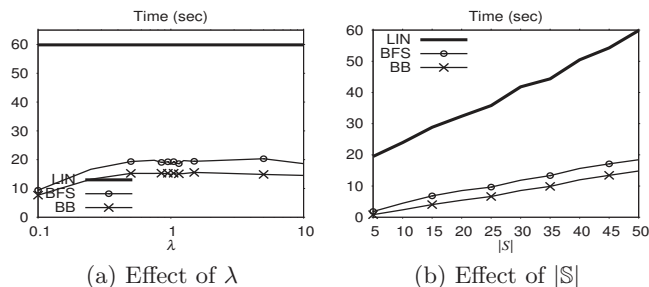 Time (sec)
60
50
40
30
20
10
0
LIN
BFS
BB
0.1
1
10
λ
(a) Effect of λ
Time (sec)
60
50
40
30
20
10
0
LIN
BFS
BB
5 10 15 20 25 30 35 40 45 50
|S|
(b) Effect of |𝕊|